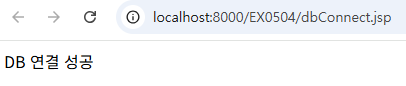 localhost:8000/EX0504/dbConnect.jsp
DB 연결 성공